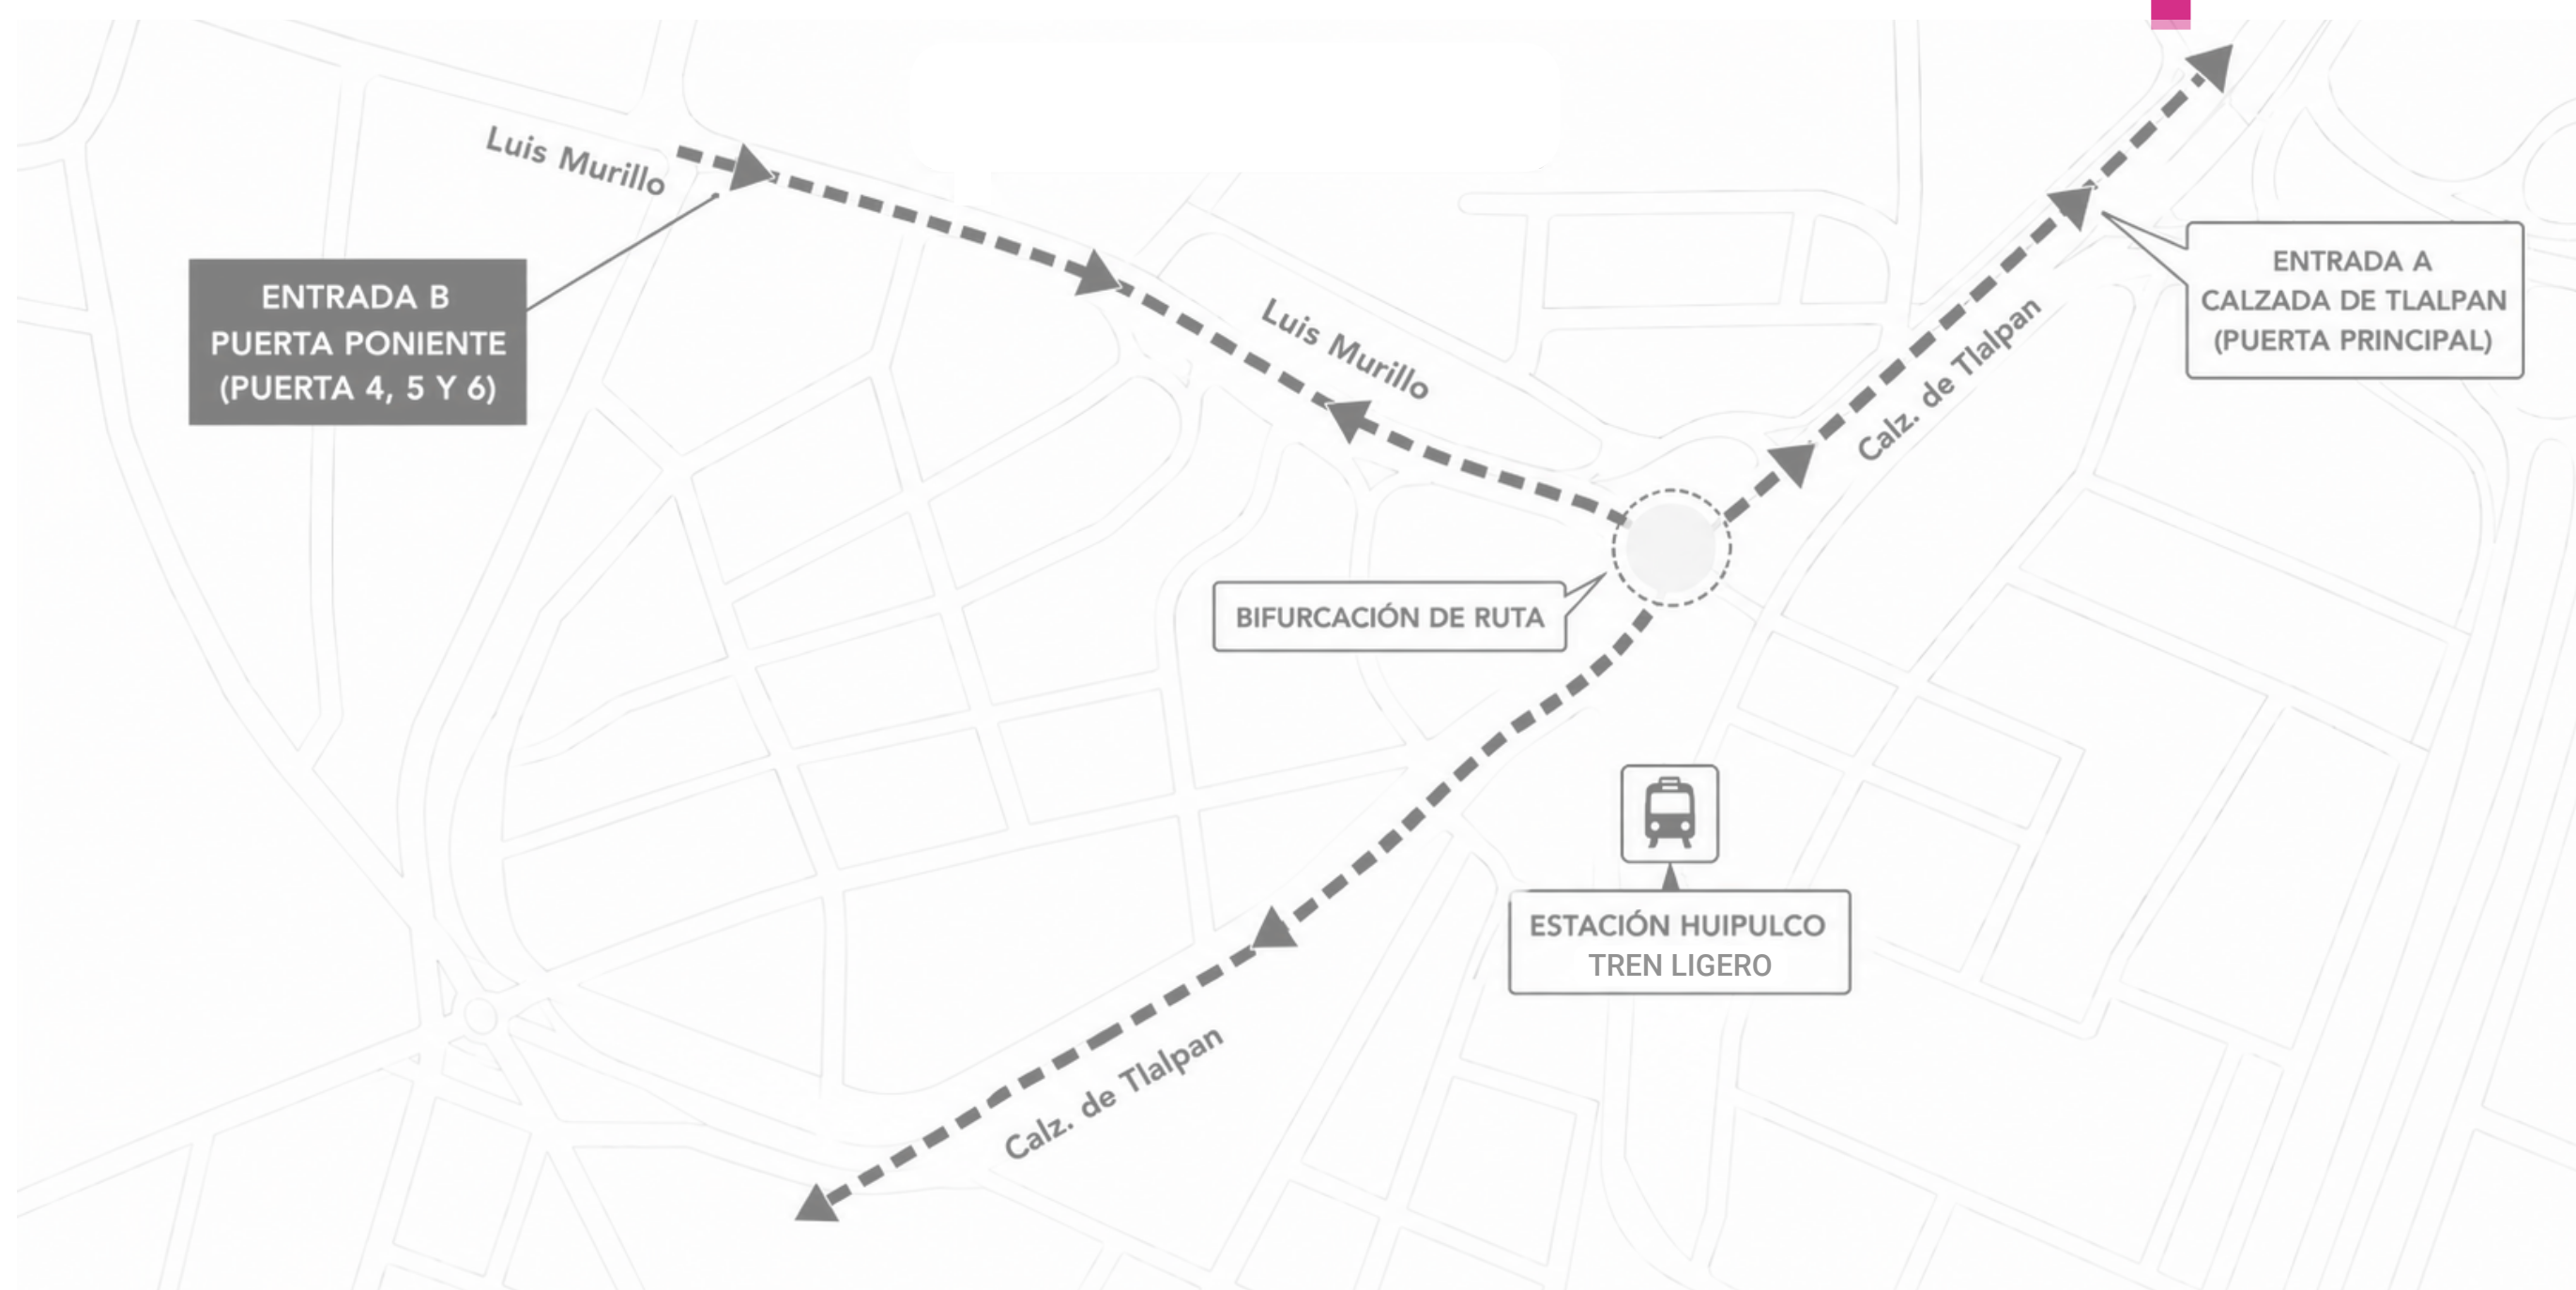 Luis Murillo
ENTRADA B
PUERTA PONIENTE
(PUERTA 4, 5 Y 6)
Luis Murillo
Calz. de Tlalpan
ENTRADA A
CALZADA DE TLALPAN
(PUERTA PRINCIPAL)
BIFURCACIÓN DE RUTA
ESTACIÓN HUIPULCO
TREN LIGERO
Calz. de Tlalpan